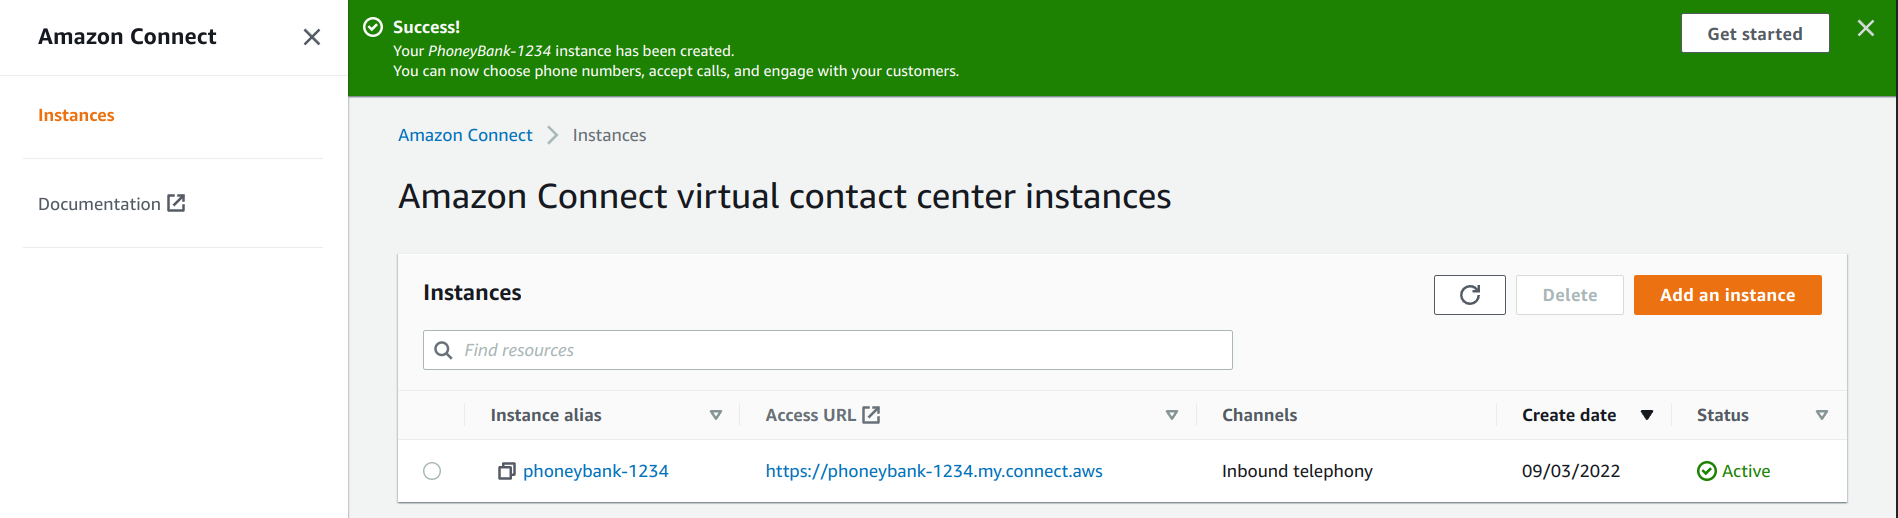 Amazon Connect
Instances
Documentation
Success!
Your PhoneyBank-1234 instance has been created.
You can now choose phone numbers, accept calls, and engage with your customers.
Get started
Amazon Connect Instances
Amazon Connect virtual contact center instances
Instances
Delete
Add an instance
Find resources
Instance alias Access URL Channels Create date Status
phoneybank-1234 https://phoneybank-1234.my.connect.aws Inbound telephony 09/03/2022 Active